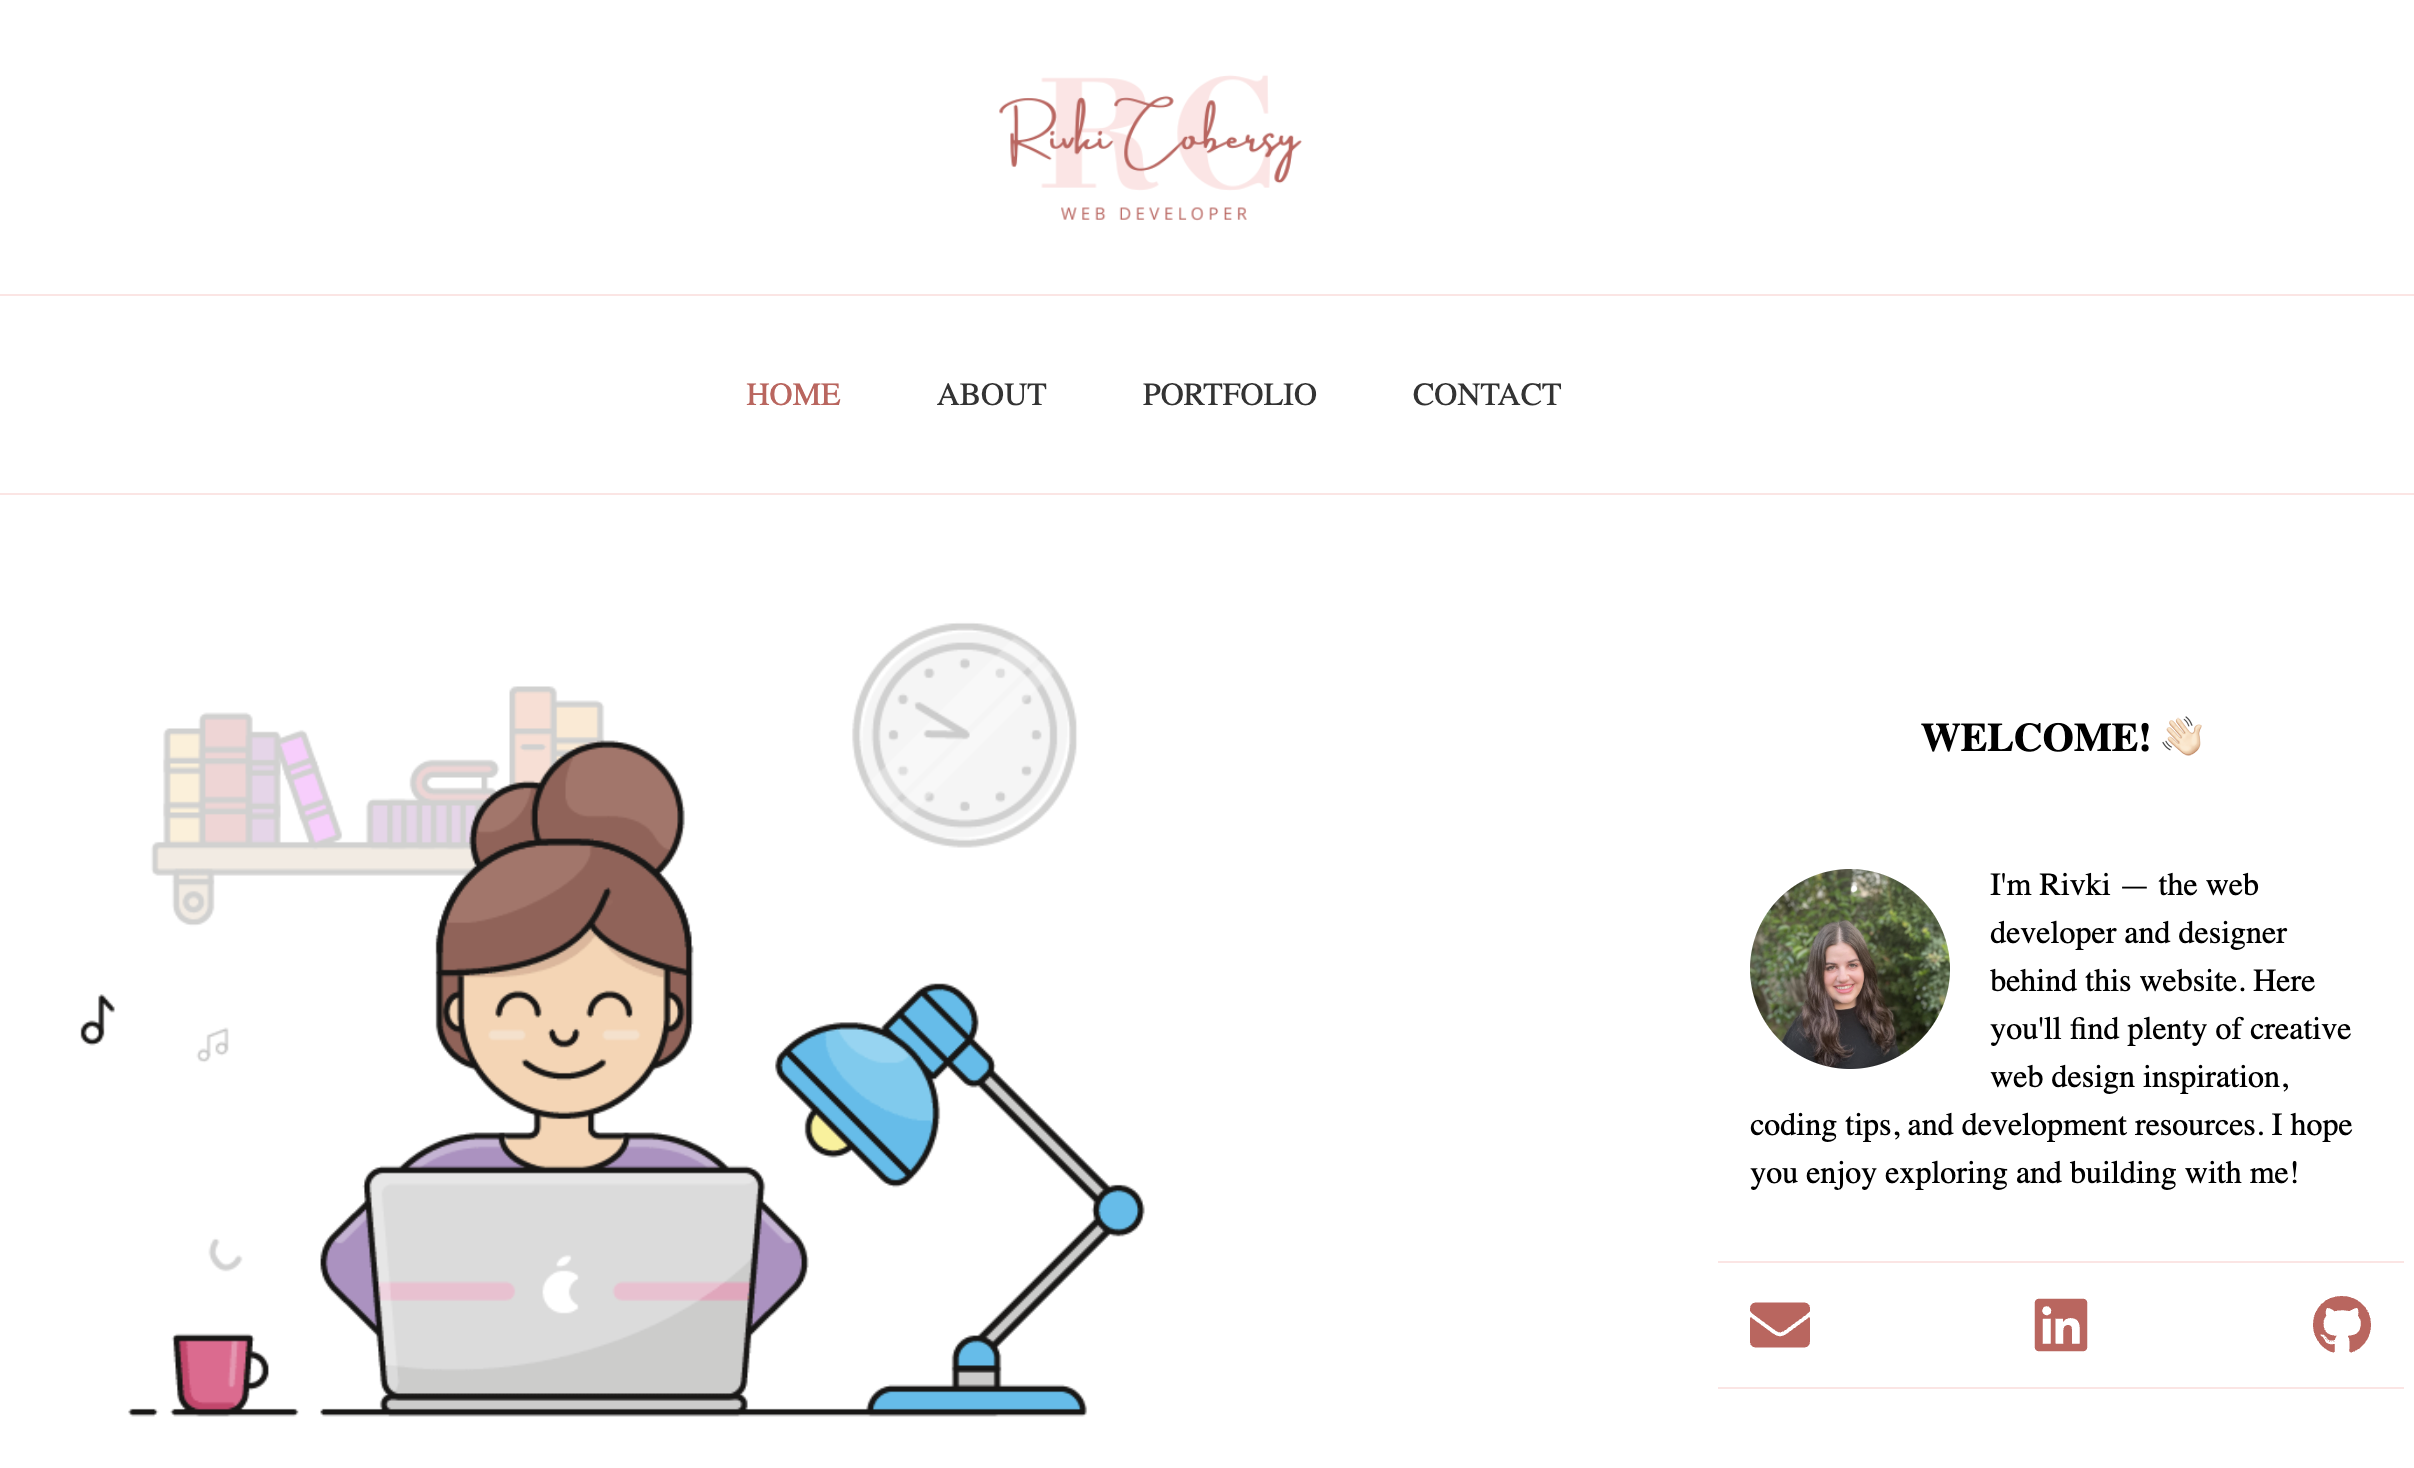 RC
Rivki Cobersy
WEB DEVELOPER
HOME ABOUT PORTFOLIO CONTACT
WELCOME! 👋🏻
I'm Rivki — the web
developer and designer
behind this website. Here
you'll find plenty of creative
web design inspiration,
coding tips, and development resources. I hope
you enjoy exploring and building with me!
in